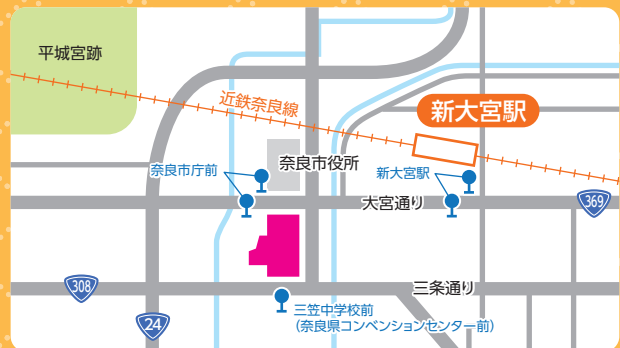 平城宮跡
近鉄奈良線
新大宮駅
奈良市役所
奈良市庁前
新大宮駅
大宮通り
369
308
三条通り
24
三笠中学校前
(奈良県コンベンションセンター前)